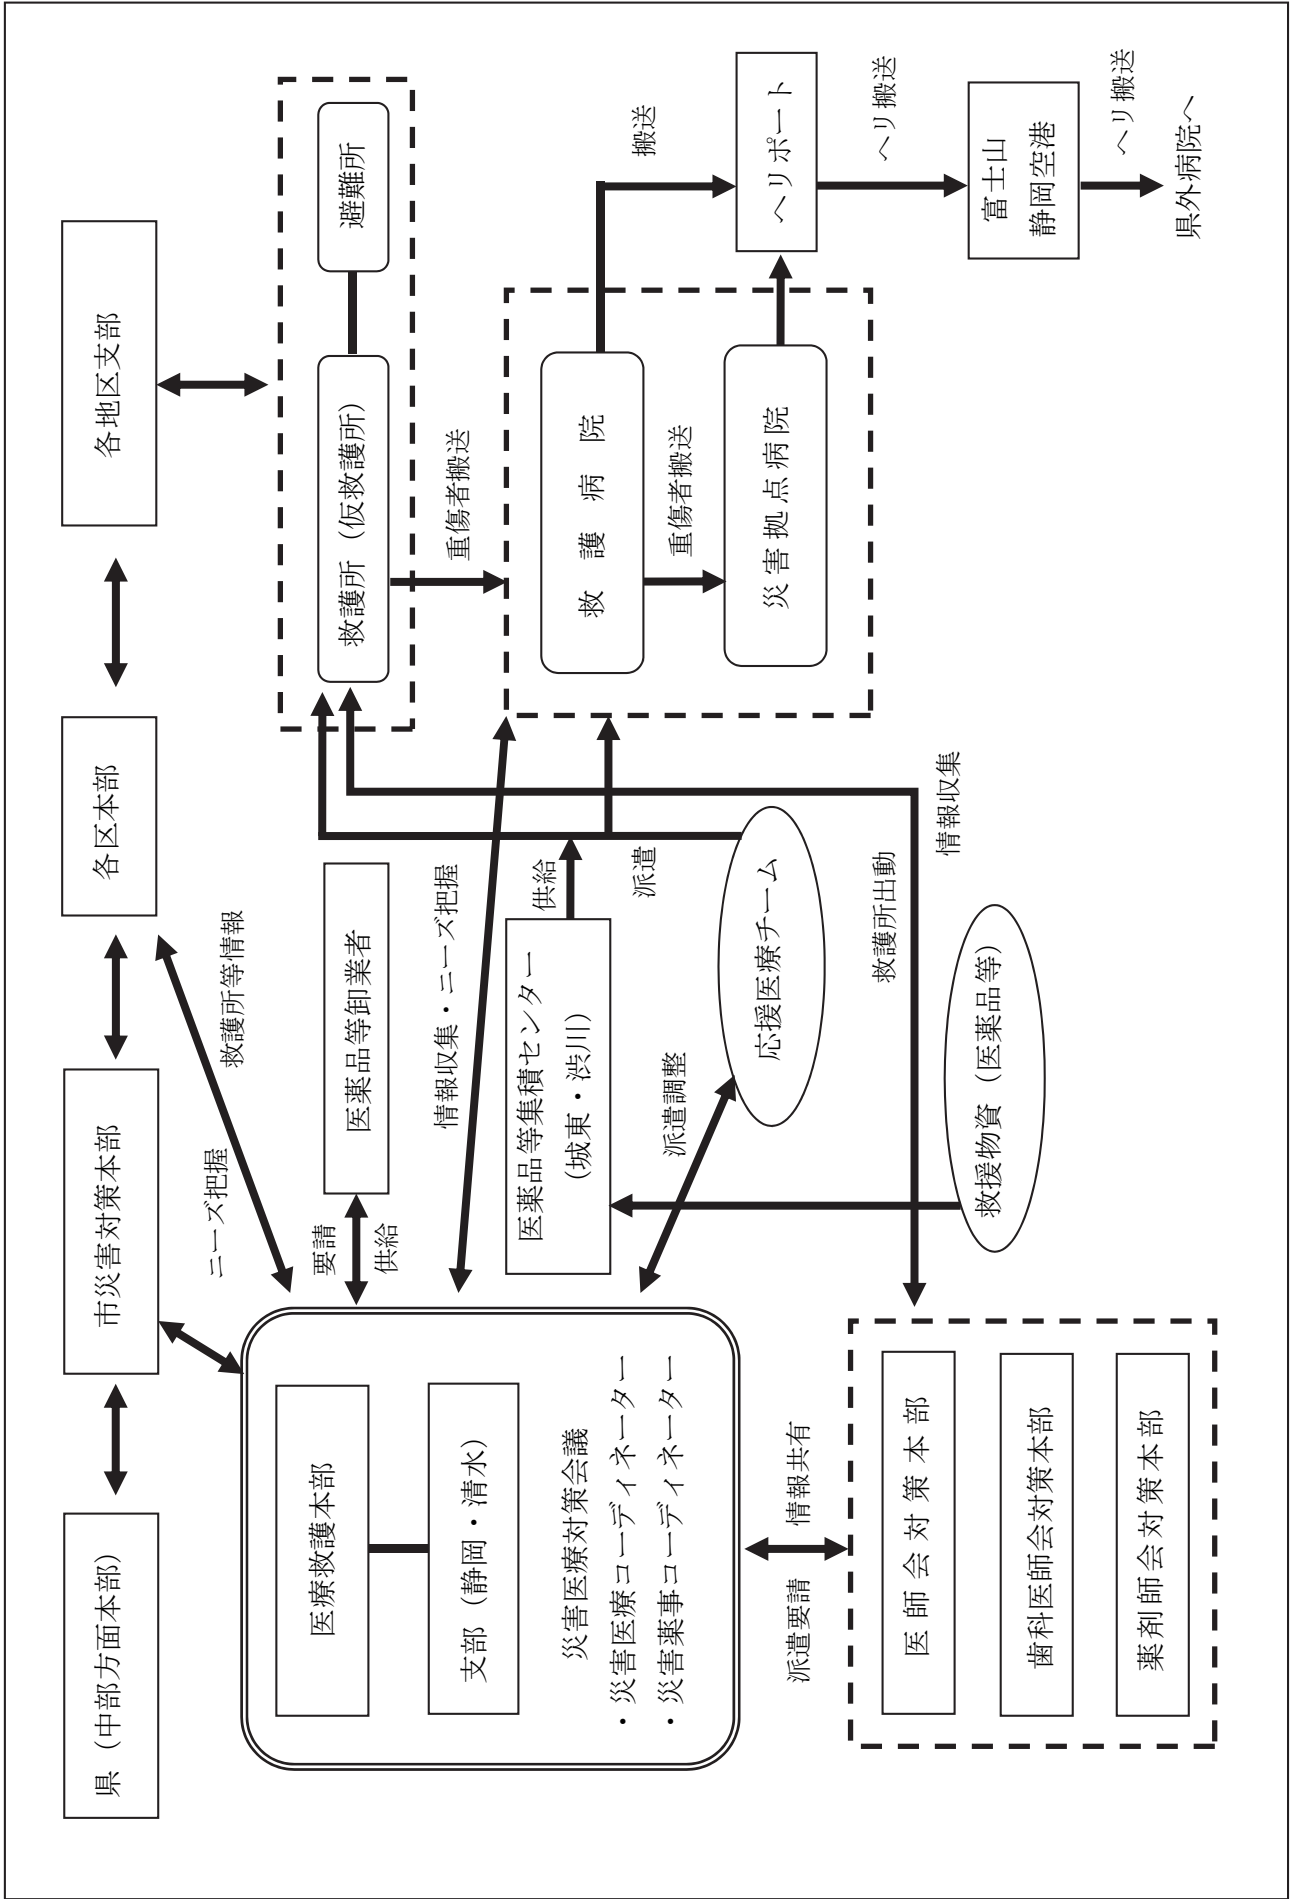 県（中部方面本部）
市災害対策本部
各区本部
各地区支部
ニーズ把握
救護所等情報
医療救護本部
支部（静岡・清水）
災害医療対策会議
・災害医療コーディネーター
・災害薬事コーディネーター
要請
供給
医薬品等卸業者
情報収集・ニーズ把握
医薬品等集積センター
（城東・渋川）
供給
派遣
派遣調整
応援医療チーム
救護所（仮救護所）
避難所
重傷者搬送
救護病院
重傷者搬送
災害拠点病院
搬送
ヘリポート
ヘリ搬送
富士山
静岡空港
ヘリ搬送
県外病院へ
派遣要請
情報共有
救護所出動
情報収集
医師会対策本部
歯科医師会対策本部
薬剤師会対策本部
救援物資（医薬品等）